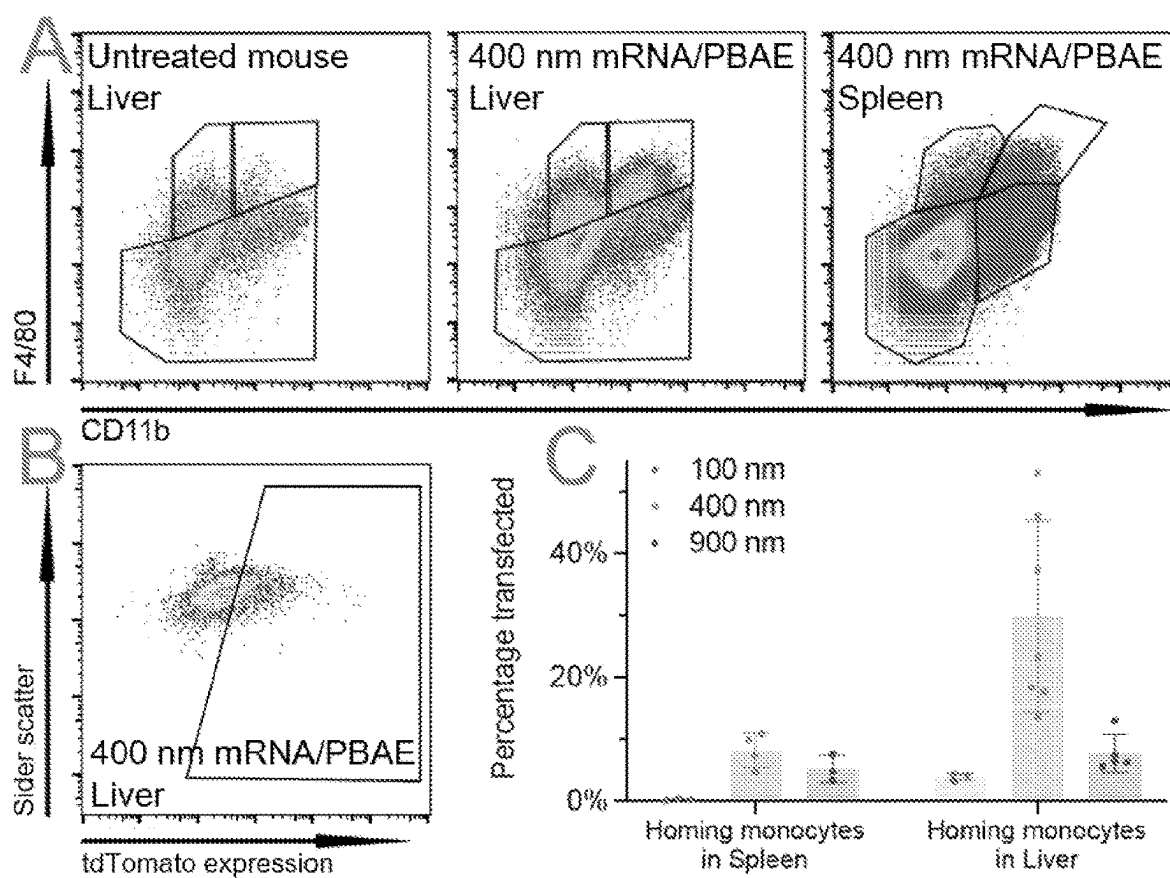 A
Untreated mouse
Liver
400 nm mRNA/PBAE
Liver
400 nm mRNA/PBAE
Spleen
F4/80
CD11b
B
400 nm mRNA/PBAE
Liver
Sider scatter
tdTomato expression
C
100 nm
400 nm
900 nm
Percentage transfected
40%
20%
0%
Homing monocytes
in Spleen
Homing monocytes
in Liver